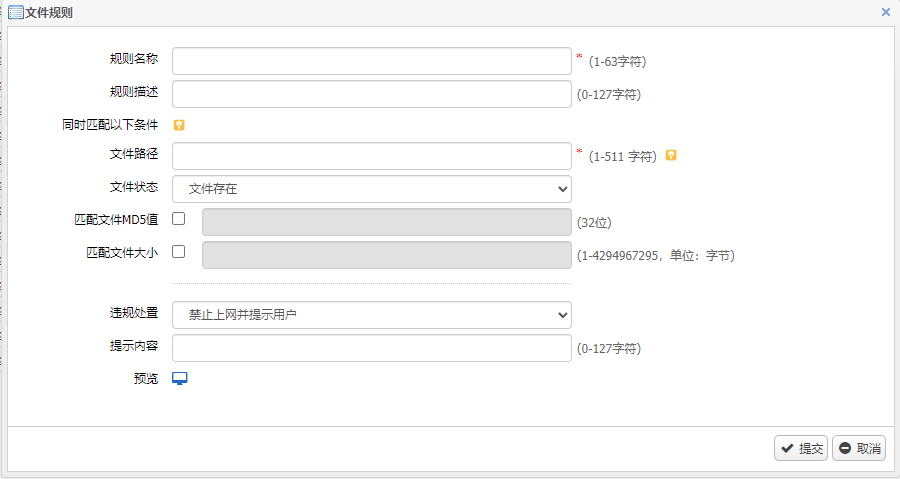 文件规则
规则名称 * (1-63字符)
规则描述 (0-127字符)
同时匹配以下条件
文件路径 * (1-511 字符)
文件状态 文件存在
匹配文件MD5值 (32位)
匹配文件大小 (1-4294967295，单位：字节)
违规处置 禁止上网并提示用户
提示内容 (0-127字符)
预览
提交 取消